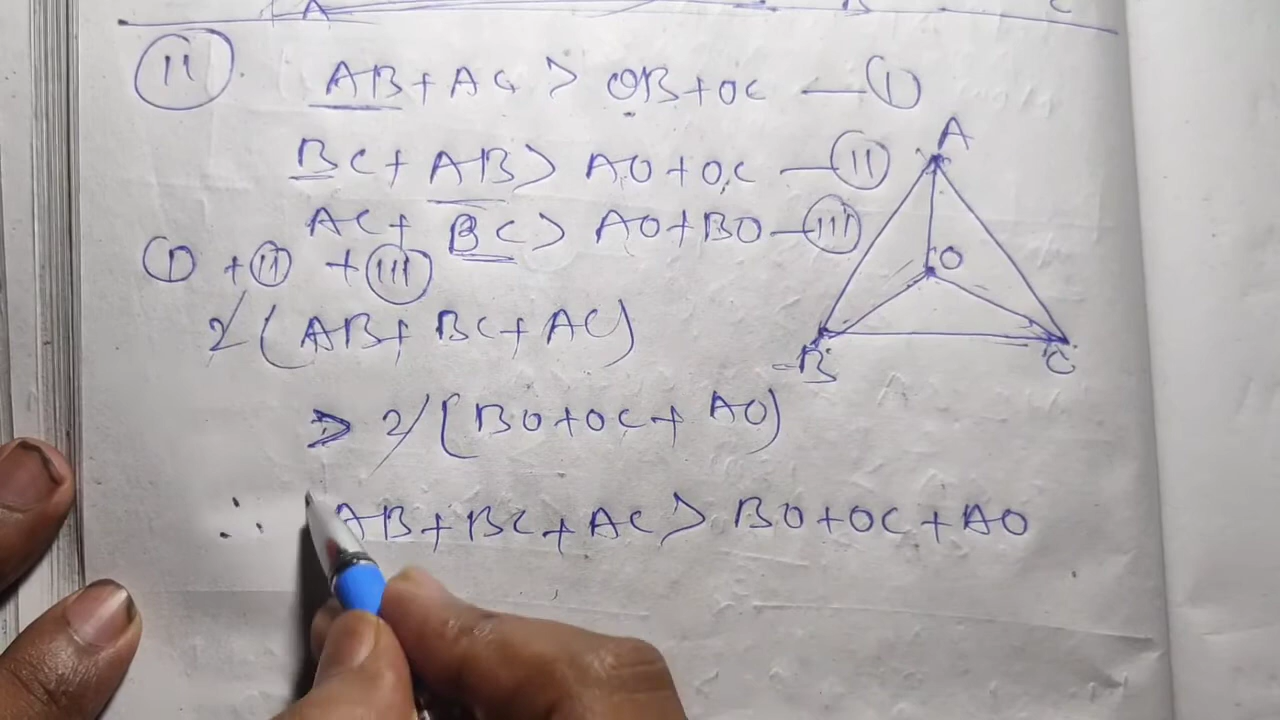 A B C
(II) AB + AC > OB + OC — (I)
BC + AB > AO + OC — (II)
AC + BC > AO + BO — (III)
(I) + (II) + (III)
2 (AB + BC + AC)
> 2 (BO + OC + AO)
∴ AB + BC + AC > BO + OC + AO
A
O
B C